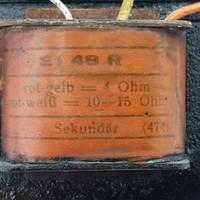 EI 48 R
rot-gelb = 4 Ohm
rot-weiß = 10-15 Ohm
Sekundär (474)